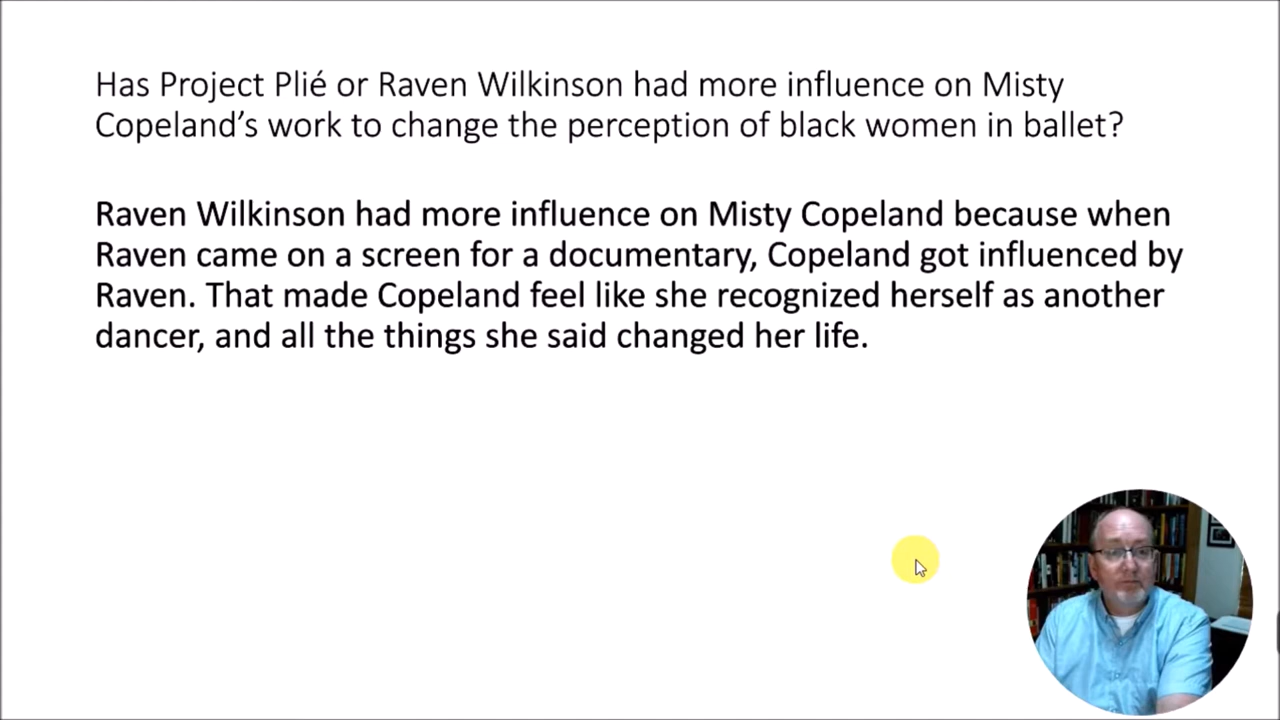 Has Project Plié or Raven Wilkinson had more influence on Misty
Copeland’s work to change the perception of black women in ballet?
Raven Wilkinson had more influence on Misty Copeland because when
Raven came on a screen for a documentary, Copeland got influenced by
Raven. That made Copeland feel like she recognized herself as another
dancer, and all the things she said changed her life.